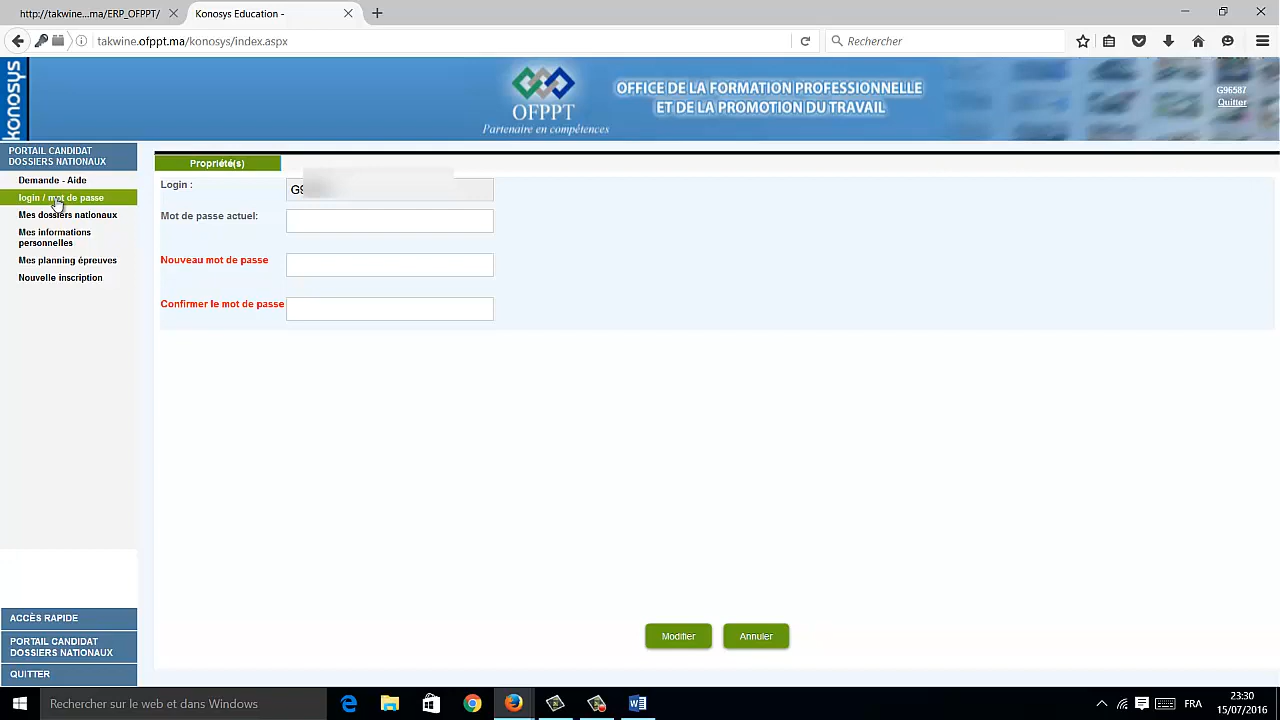 http://takwine...ma/ERP_OFPPT/
Konosys Education -
takwine.ofppt.ma/konosys/index.aspx
Rechercher
konosys
OFPPT
Partenaire en compétences
OFFICE DE LA FORMATION PROFESSIONNELLE
ET DE LA PROMOTION DU TRAVAIL
G96587
Quitter
PORTAIL CANDIDAT
DOSSIERS NATIONAUX
Demande - Aide
login / mot de passe
Mes dossiers nationaux
Mes informations
personnelles
Mes planning épreuves
Nouvelle inscription
Propriété(s)
Login :
Mot de passe actuel:
Nouveau mot de passe
Confirmer le mot de passe
Modifier
Annuler
ACCÈS RAPIDE
PORTAIL CANDIDAT
DOSSIERS NATIONAUX
QUITTER
Rechercher sur le web et dans Windows
FRA
23:30
15/07/2016